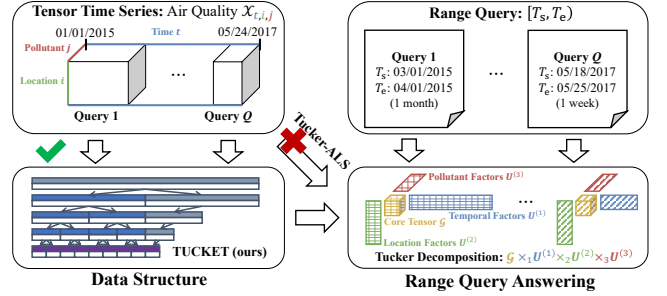 Tensor Time Series: Air Quality 𝒳ₜ,ᵢ,ⱼ
01/01/2015
Time t
05/24/2017
Pollutant j
Location i
...
Query 1
Query Q
Range Query: [Tₛ, Tₑ)
Query 1
Tₛ: 03/01/2015
Tₑ: 04/01/2015
(1 month)
...
Query Q
Tₛ: 05/18/2017
Tₑ: 05/25/2017
(1 week)
Tucker-ALS
TUCKET (ours)
Data Structure
Pollutant Factors U⁽³⁾
...
Core Tensor 𝒢
Temporal Factors U⁽¹⁾
Location Factors U⁽²⁾
Tucker Decomposition: 𝒢 ×₁U⁽¹⁾×₂U⁽²⁾×₃U⁽³⁾
Range Query Answering